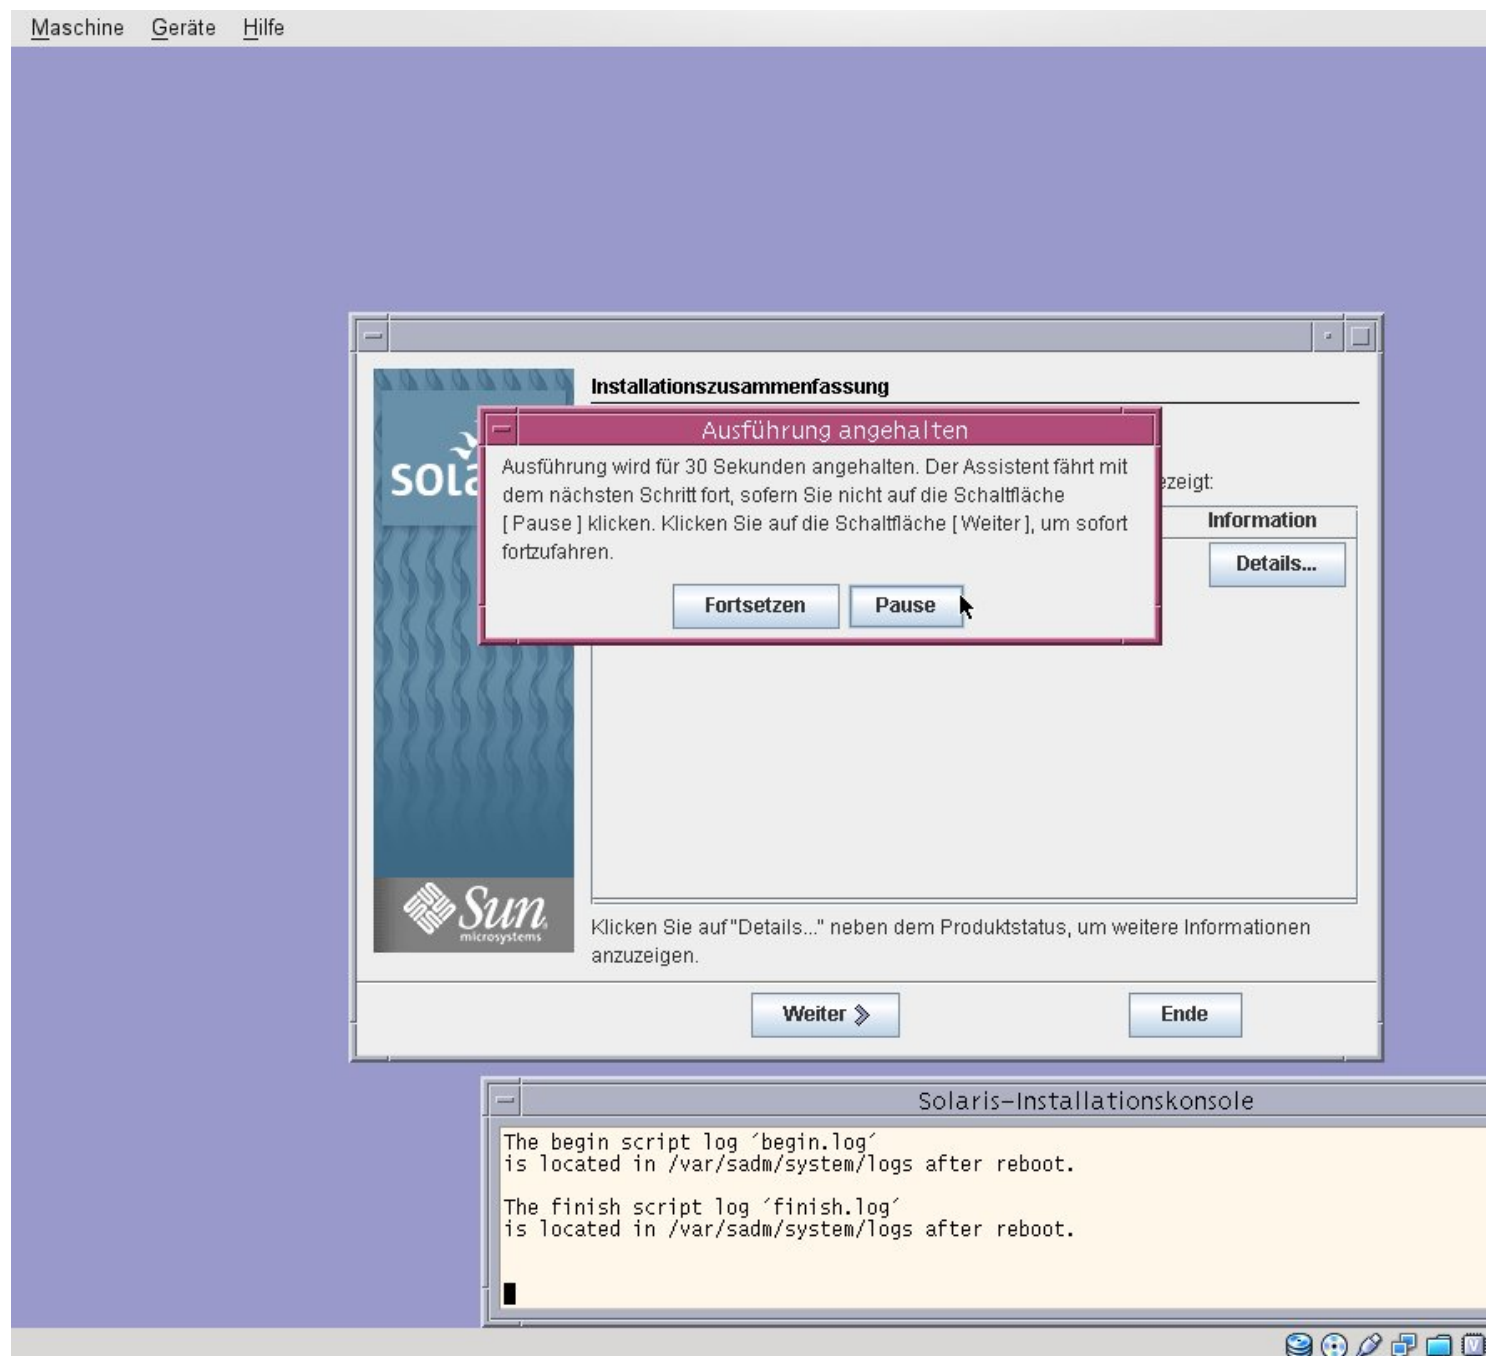 Maschine Geräte Hilfe
Installationszusammenfassung
Ausführung angehalten
Ausführung wird für 30 Sekunden angehalten. Der Assistent fährt mit
dem nächsten Schritt fort, sofern Sie nicht auf die Schaltfläche
[ Pause ] klicken. Klicken Sie auf die Schaltfläche [ Weiter ], um sofort
fortzufahren.
Fortsetzen Pause
Information
Details...
Sun
microsystems
Klicken Sie auf "Details..." neben dem Produktstatus, um weitere Informationen
anzuzeigen.
Weiter
Ende
Solaris-Installationskonsole
The begin script log ´begin.log´
is located in /var/sadm/system/logs after reboot.
The finish script log ´finish.log´
is located in /var/sadm/system/logs after reboot.